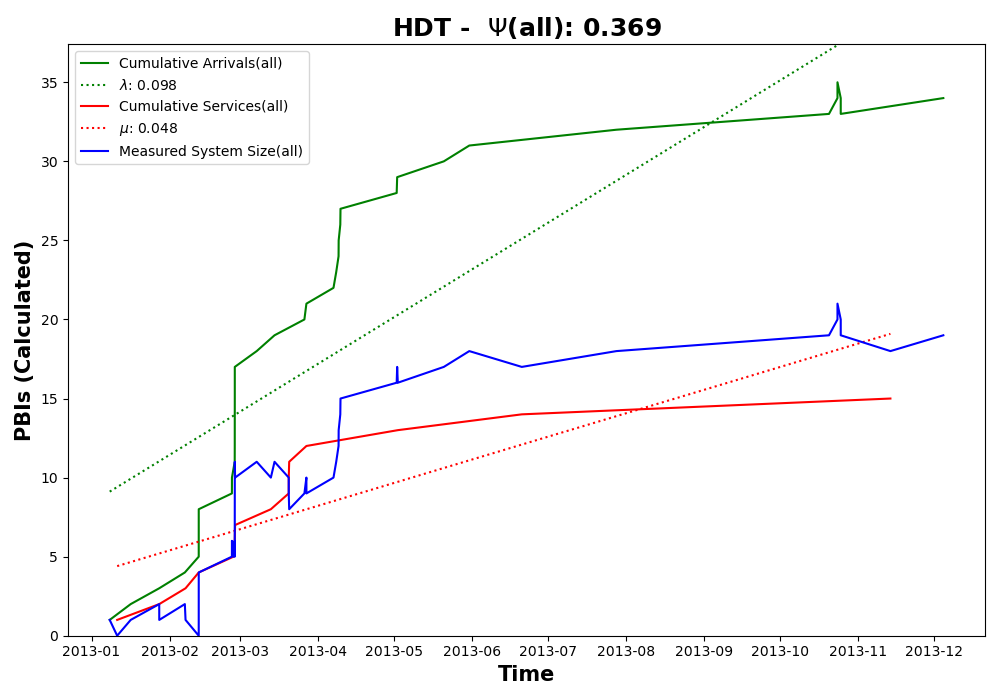 HDT -  Ψ(all): 0.369
Cumulative Arrivals(all)
λ: 0.098
Cumulative Services(all)
μ: 0.048
Measured System Size(all)
PBIs (Calculated)
35
30
25
20
15
10
5
0
2013-01 2013-02 2013-03 2013-04 2013-05 2013-06 2013-07 2013-08 2013-09 2013-10 2013-11 2013-12
Time